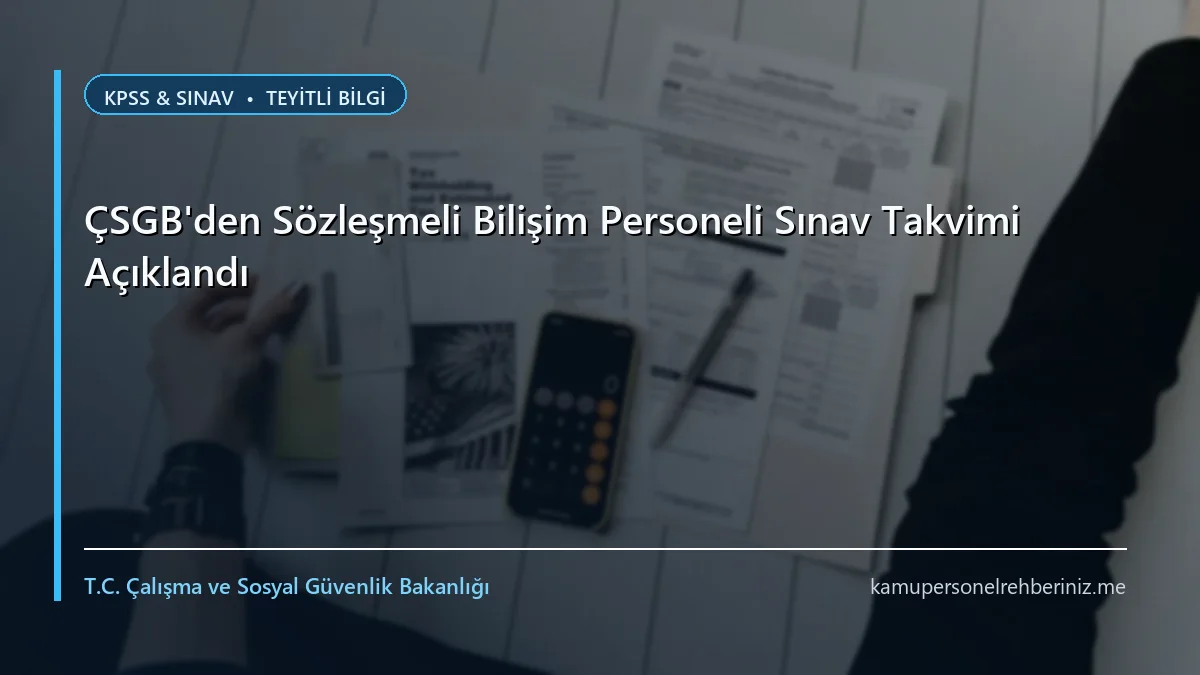 KPSS & SINAV • TEYİTLİ BİLGİ
ÇSGB'den Sözleşmeli Bilişim Personeli Sınav Takvimi
Açıklandı
T.C. Çalışma ve Sosyal Güvenlik Bakanlığı
kamupersonelrehberiniz.me